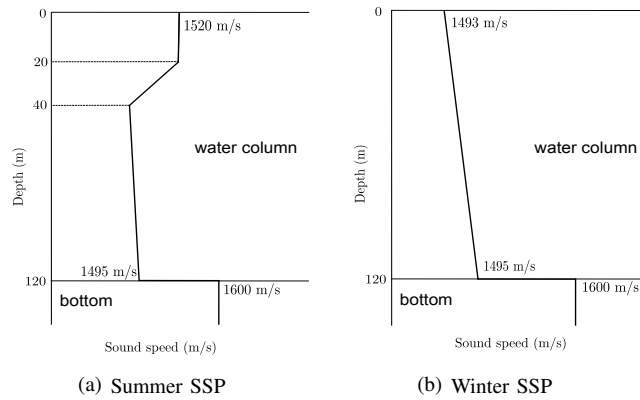 0
1520 m/s
20
40
Depth (m)
water column
1495 m/s
120
1600 m/s
bottom
Sound speed (m/s)
(a) Summer SSP
0
1493 m/s
Depth (m)
water column
1495 m/s
120
1600 m/s
bottom
Sound speed (m/s)
(b) Winter SSP